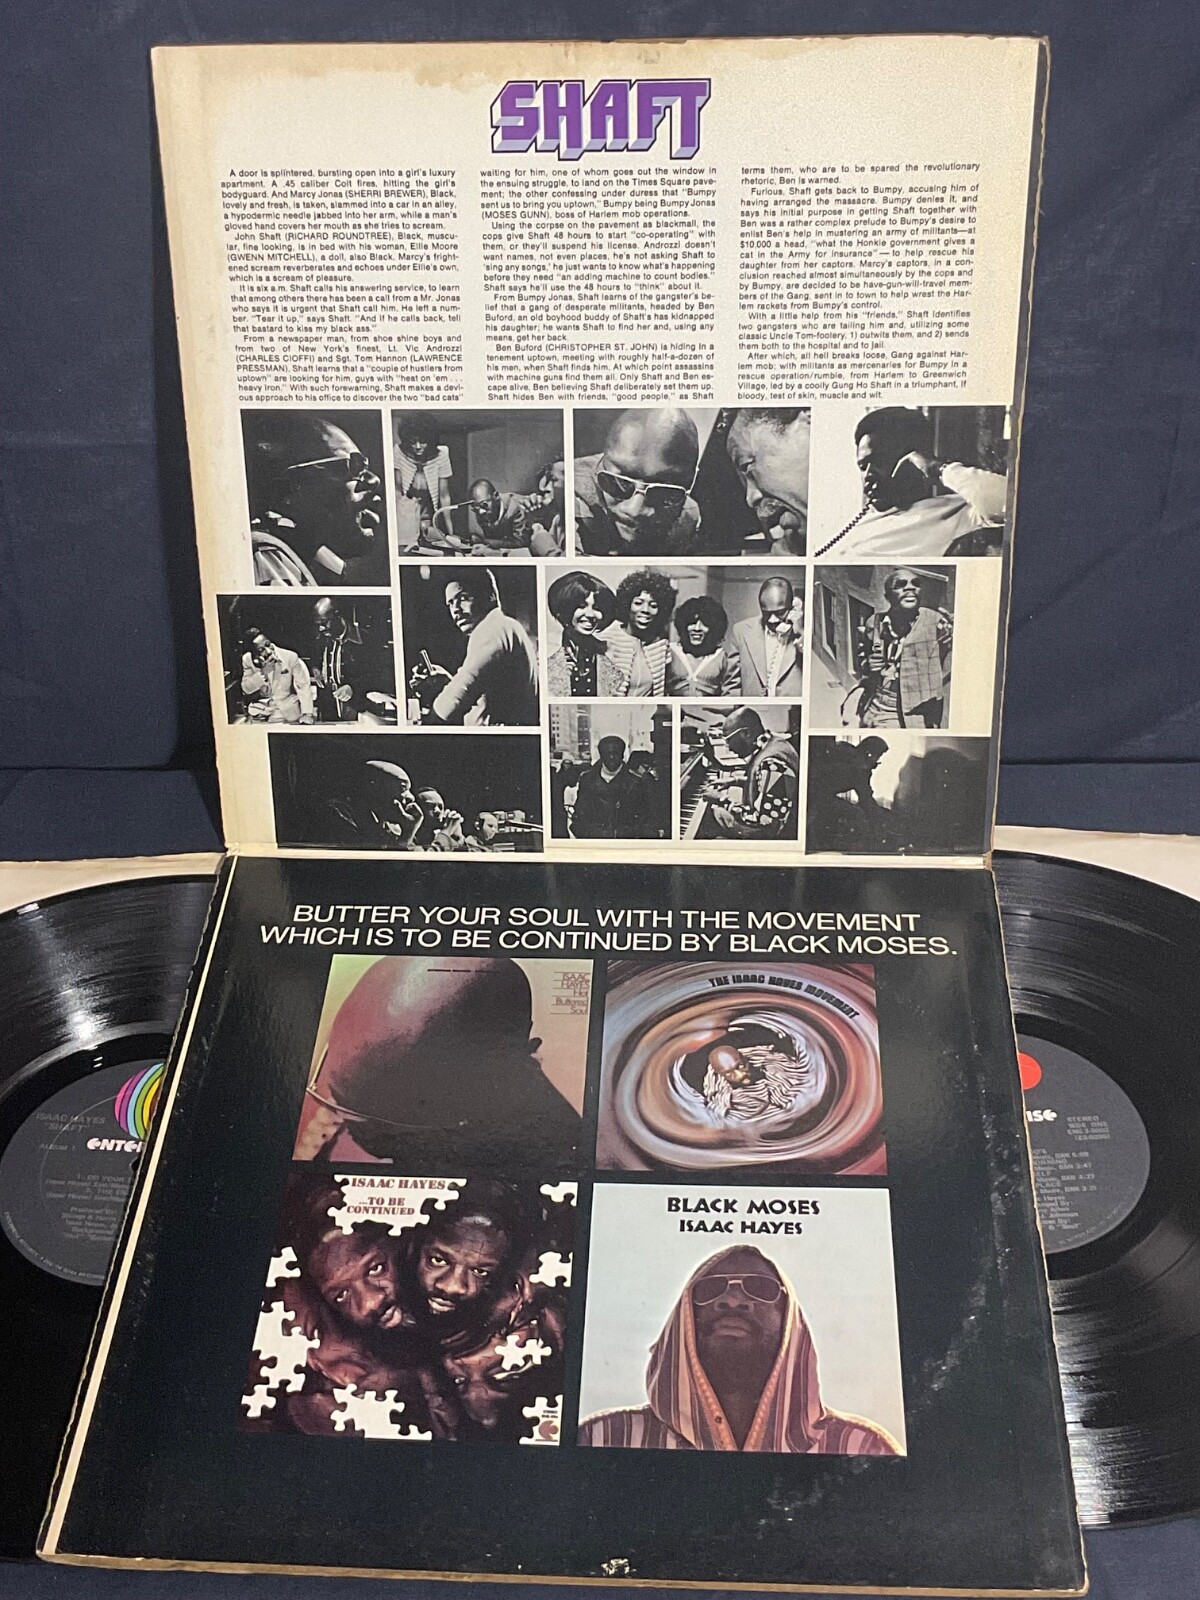 SHAFT
A door is splintered, bursting open into a girl's luxury
apartment. A .45 caliber Colt fires, hitting the girl's
bodyguard. And Marcy Jonas (SHERRI BREWER), Black,
lovely and fresh, is taken, slammed into a car in an alley,
a hypodermic needle jabbed into her arm, while a man's
gloved hand covers her mouth as she tries to scream.
John Shaft (RICHARD ROUNDTREE), Black, muscu-
lar, fine looking, is in bed with his woman, Ellie Moore
(GWENN MITCHELL), a doll, also Black. Marcy's fright-
ened scream reverberates and echoes under Ellie's own,
which is a scream of pleasure.
It is six a.m. Shaft calls his answering service, to learn
that among others there has been a call from a Mr. Jonas
who says it is urgent that Shaft call him. He left a num-
ber. "Tear it up," says Shaft. "And if he calls back, tell
that bastard to kiss my black ass."
From a newspaper man, from shoe shine boys and
from two of New York's finest, Lt. Vic Androzzi
(CHARLES CIOFFI) and Sgt. Tom Hannon (LAWRENCE
PRESSMAN), Shaft learns that a "couple of hustlers from
uptown" are looking for him, guys with "heat on 'em . . .
heavy iron." With such forewarning, Shaft makes a devi-
ous approach to his office to discover the two "bad cats"
waiting for him, one of whom goes out the window in
the ensuing struggle, to land on the Times Square pave-
ment; the other confessing under duress that "Bumpy
sent us to bring you uptown," Bumpy being Bumpy Jonas
(MOSES GUNN), boss of Harlem mob operations.
Using the corpse on the pavement as blackmail, the
cops give Shaft 48 hours to start "co-operating" with
them, or they'll suspend his license. Androzzi doesn't
want names, not even places, he's not asking Shaft to
'sing any songs,' he just wants to know what's happening
before they need "an adding machine to count bodies."
Shaft says he'll use the 48 hours to "think" about it.
From Bumpy Jonas, Shaft learns of the gangster's be-
lief that a gang of desperate militants, headed by Ben
Buford, an old boyhood buddy of Shaft's has kidnapped
his daughter; he wants Shaft to find her and, using any
means, get her back.
Ben Buford (CHRISTOPHER ST. JOHN) is hiding in a
tenement uptown, meeting with roughly half-a-dozen of
his men, when Shaft finds him. At which point assassins
with machine guns find them all. Only Shaft and Ben es-
cape alive, Ben believing Shaft deliberately set them up.
Shaft hides Ben with friends, "good people," as Shaft
terms them, who are to be spared the revolutionary
rhetoric, Ben is warned.
Furious, Shaft gets back to Bumpy, accusing him of
having arranged the massacre. Bumpy denies it, and
says his initial purpose in getting Shaft together with
Ben was a rather complex prelude to Bumpy's desire to
enlist Ben's help in mustering an army of militants—at
$10,000 a head, "what the Honkie government gives a
cat in the Army for insurance"—to help rescue his
daughter from her captors. Marcy's captors, in a con-
clusion reached almost simultaneously by the cops and
by Bumpy, are decided to be have-gun-will-travel mem-
bers of the Gang, sent in to town to help wrest the Har-
lem rackets from Bumpy's control.
With a little help from his "friends," Shaft identifies
two gangsters who are tailing him and, utilizing some
classic Uncle Tom-foolery, 1) outwits them, and 2) sends
them both to the hospital and to jail.
After which, all hell breaks loose, Gang against Har-
lem mob; with militants as mercenaries for Bumpy in a
rescue operation/rumble, from Harlem to Greenwich
Village, led by a coolly Gung Ho Shaft in a triumphant, if
bloody, test of skin, muscle and wit.
BUTTER YOUR SOUL WITH THE MOVEMENT
WHICH IS TO BE CONTINUED BY BLACK MOSES.
ISAAC
HAYES
Hot
Buttered
Soul
THE ISAAC HAYES MOVEMENT
ISAAC HAYES
...TO BE
CONTINUED
BLACK MOSES
ISAAC HAYES
ISAAC HAYES
"SHAFT"
ALBUM 1
STEREO
SIDE ONE